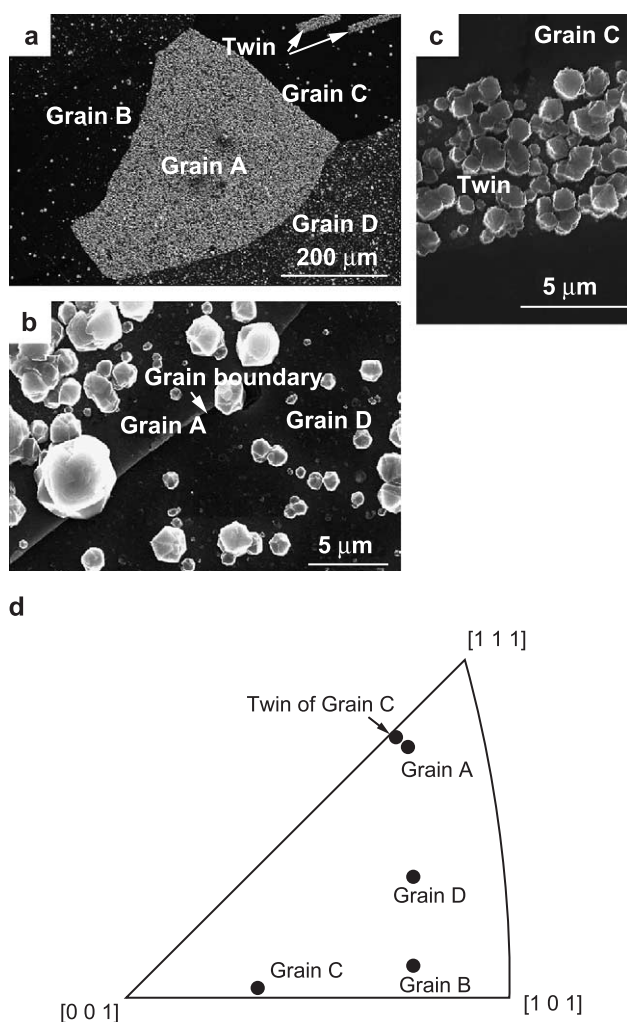 a
Twin
Grain C
Grain B
Grain A
Grain D
200 μm
b
Grain boundary
Grain A
Grain D
5 μm
c
Grain C
Twin
5 μm
d
[1 1 1]
Twin of Grain C
Grain A
Grain D
Grain C
Grain B
[0 0 1]
[1 0 1]